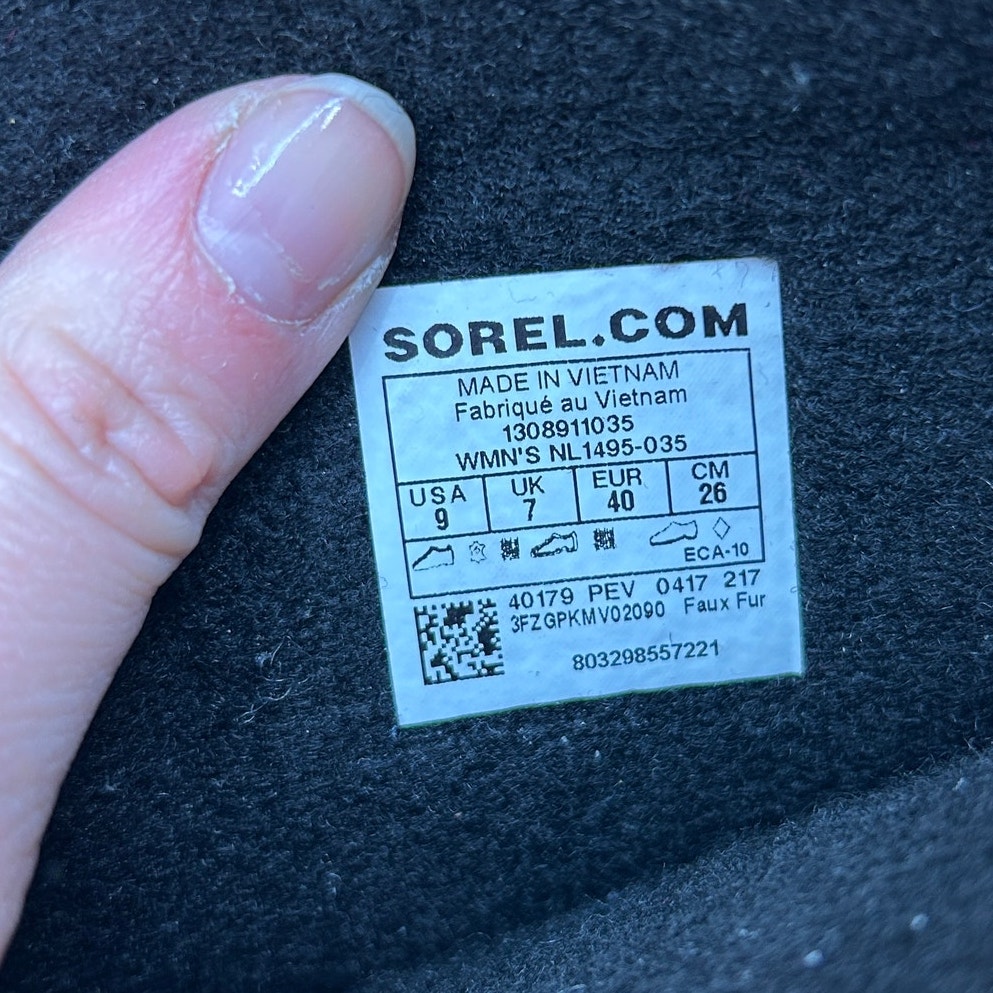 SOREL.COM
MADE IN VIETNAM
Fabriqué au Vietnam
1308911035
WMN'S NL1495-035
USA UK EUR CM
9 7 40 26
ECA-10
40179 PEV 0417 217
3FZGPKMV02090 Faux Fur
803298557221